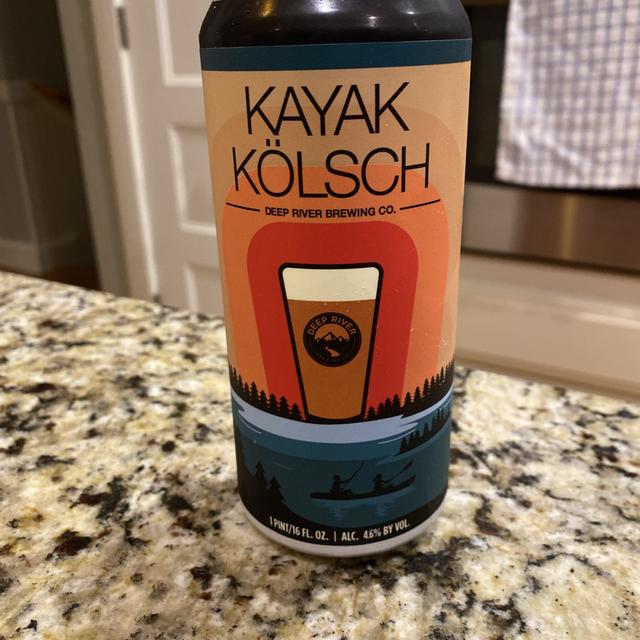 KAYAK
KÖLSCH
DEEP RIVER BREWING CO.
DEEP RIVER
1 PINT/16 FL. OZ. | ALC. 4.6% BY VOL.